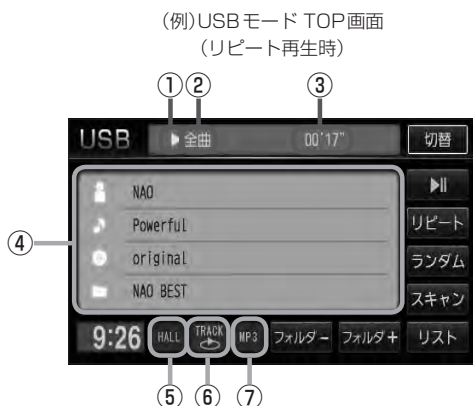 (例)USBモード TOP画面
(リピート再生時)
① ② ③
USB ▶全曲 00'17" 切替
NAO
▶II
Powerful
リピート
④
original
ランダム
NAO BEST
スキャン
9:26 HALL TRACK MP3 フォルダー フォルダ+ リスト
⑤ ⑥ ⑦